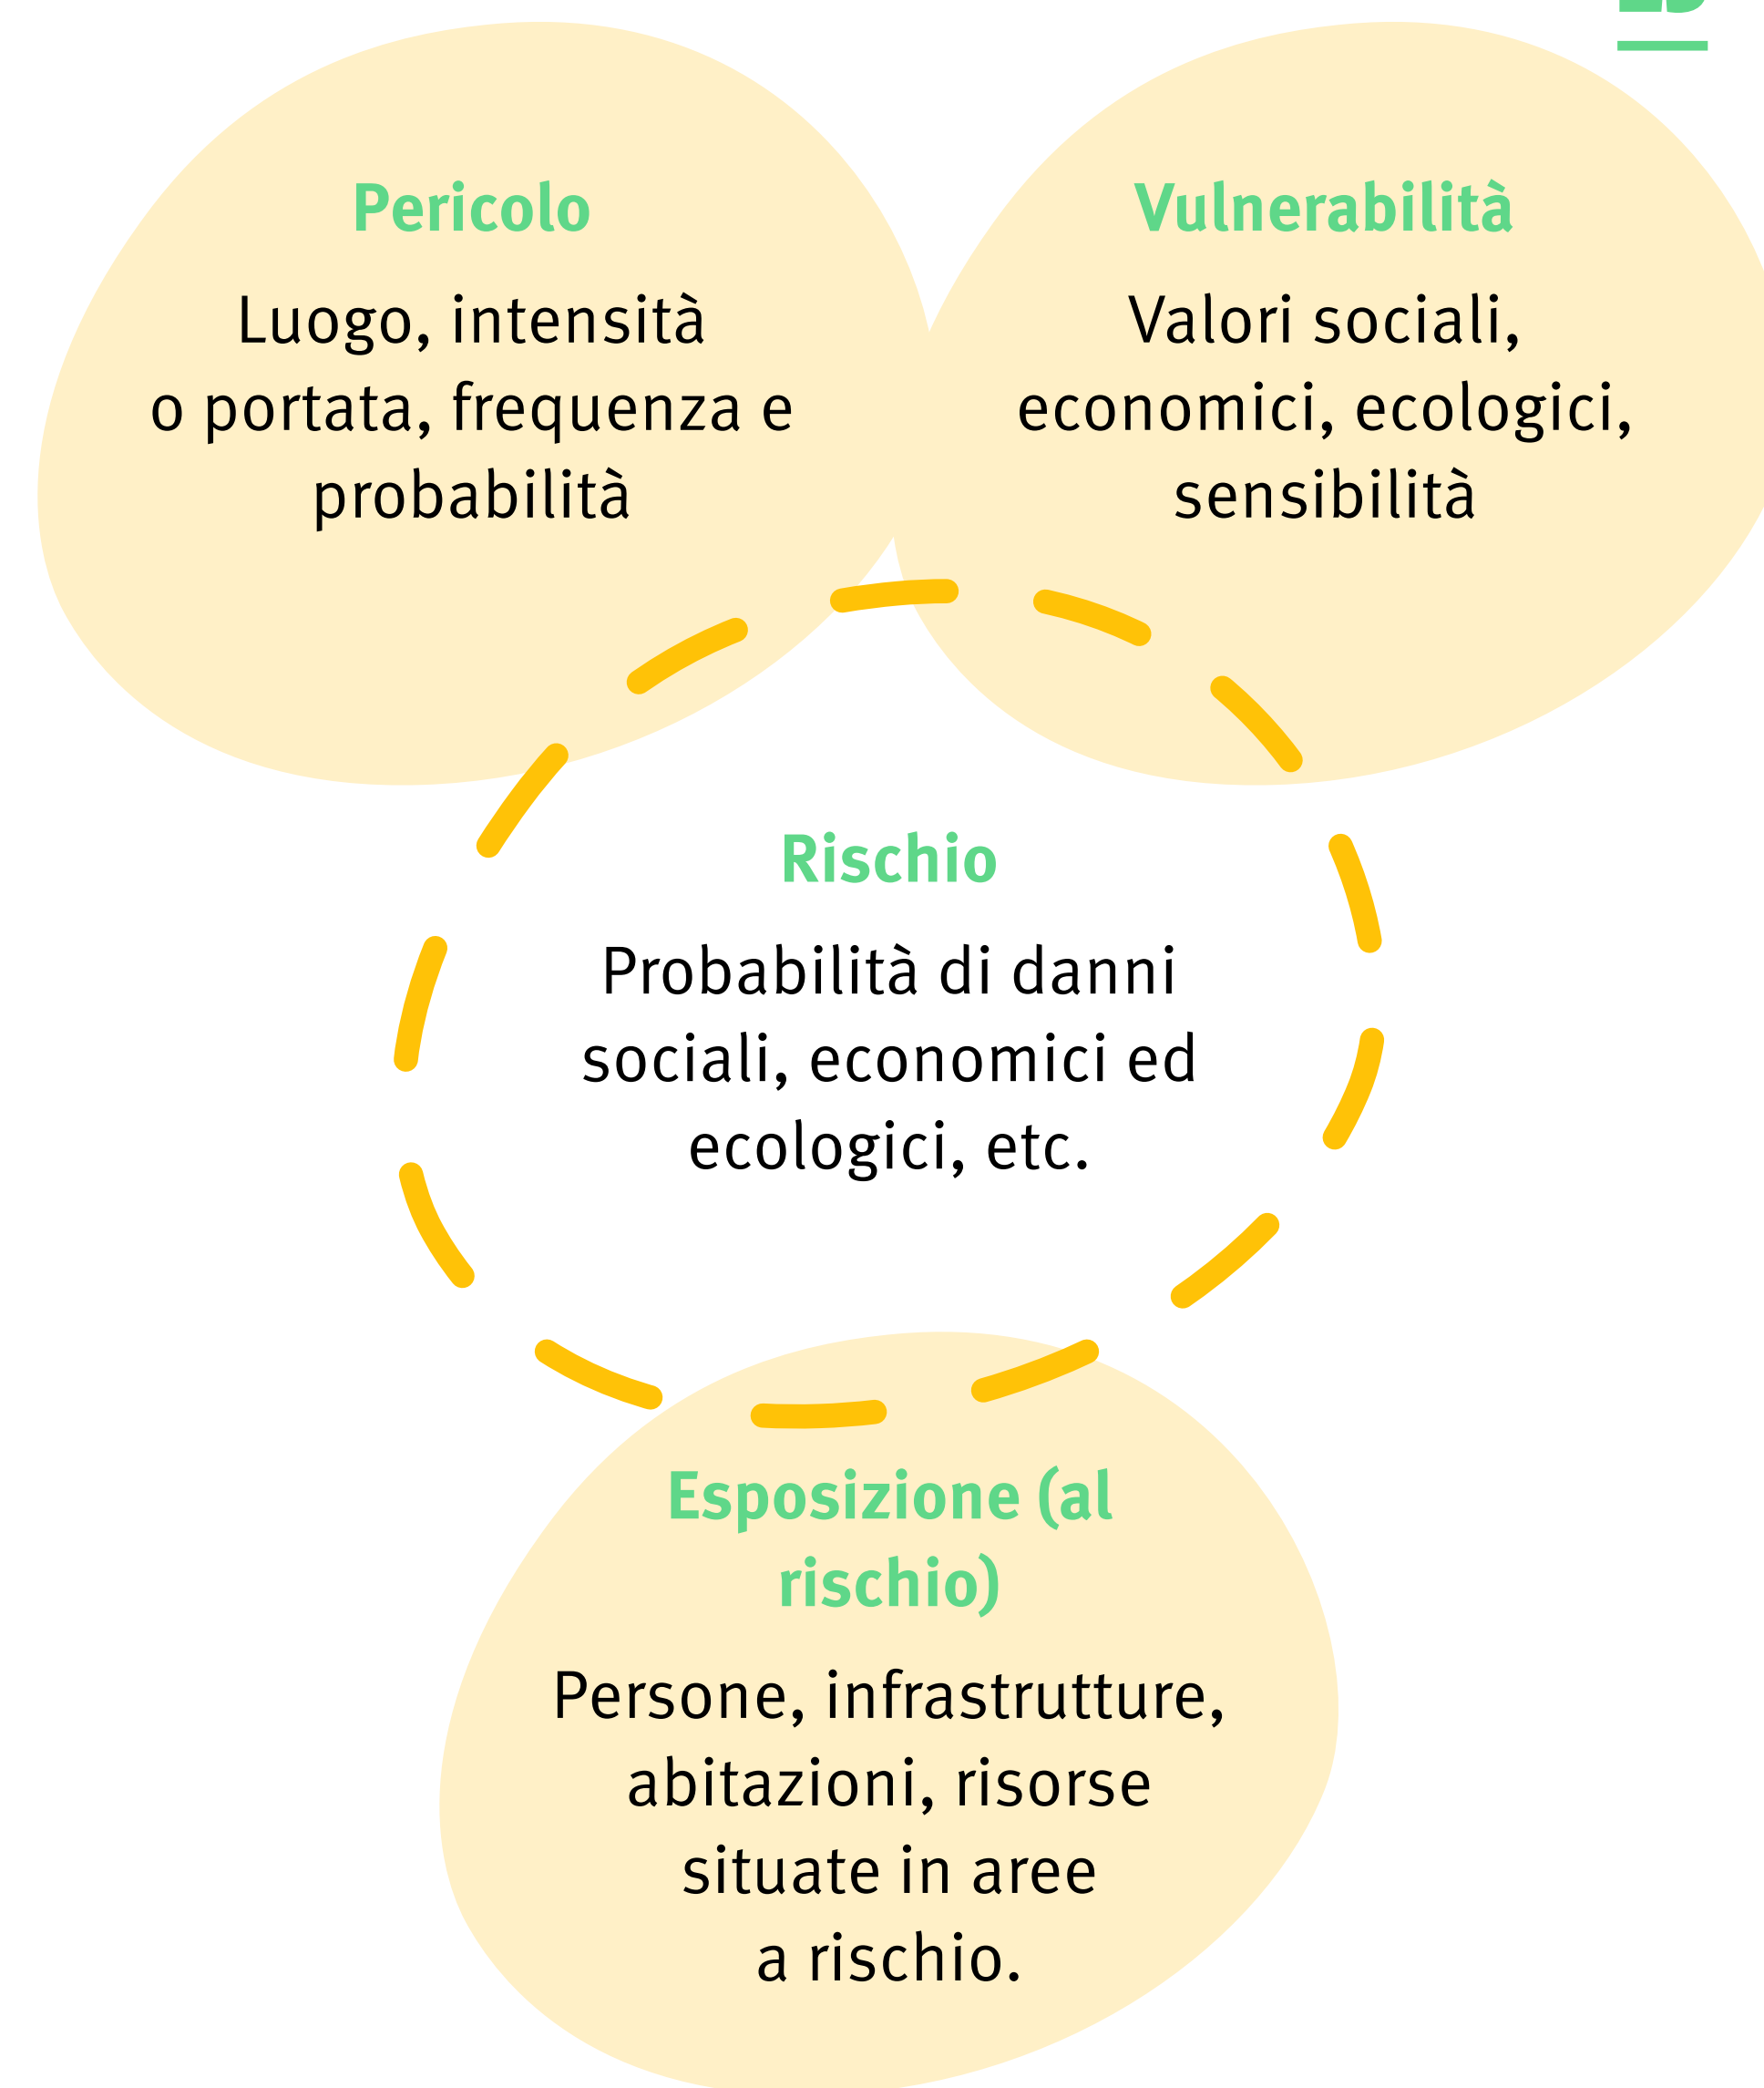 Pericolo
Luogo, intensità
o portata, frequenza e
probabilità
Vulnerabilità
Valori sociali,
economici, ecologici,
sensibilità
Rischio
Probabilità di danni
sociali, economici ed
ecologici, etc.
Esposizione (al
rischio)
Persone, infrastrutture,
abitazioni, risorse
situate in aree
a rischio.